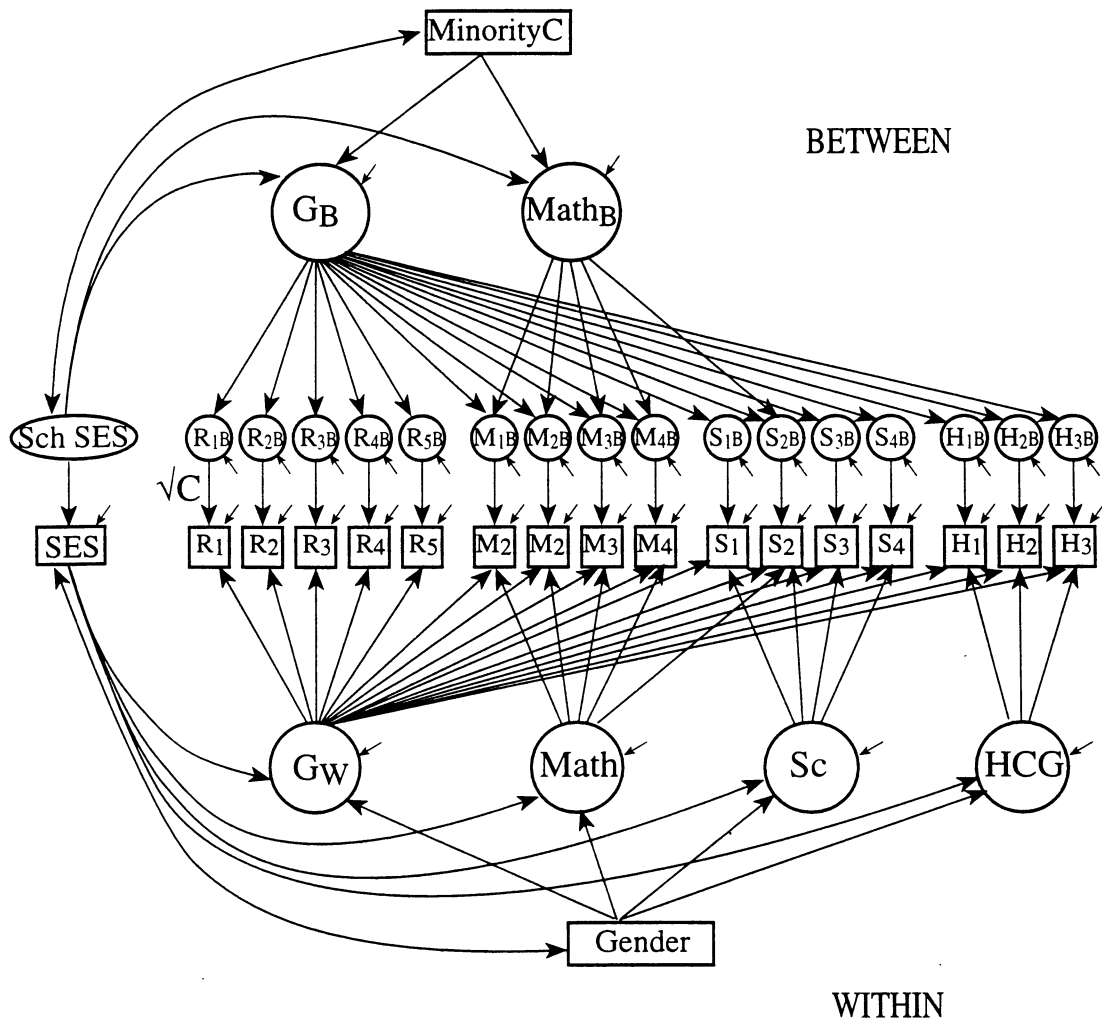 MinorityC
BETWEEN
GB MathB
Sch SES R1B R2B R3B R4B R5B M1B M2B M3B M4B S1B S2B S3B S4B H1B H2B H3B
√C
SES R1 R2 R3 R4 R5 M2 M2 M3 M4 S1 S2 S3 S4 H1 H2 H3
GW Math Sc HCG
Gender
WITHIN